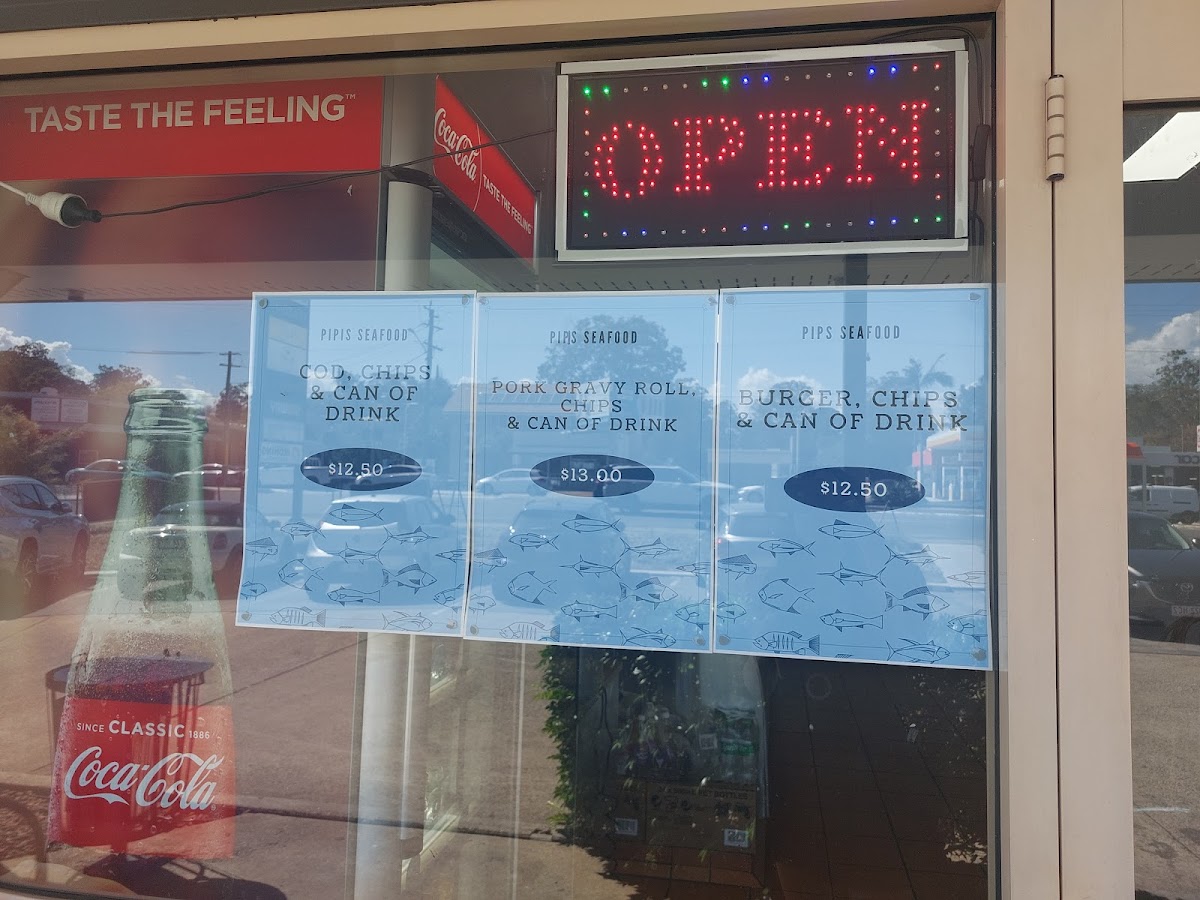 TASTE THE FEELING™
Coca-Cola
TASTE THE FEELING
OPEN
PIPIS SEAFOOD
COD, CHIPS
& CAN OF
DRINK
$12.50
PIPIS SEAFOOD
PORK GRAVY ROLL,
CHIPS
& CAN OF DRINK
$13.00
PIPS SEAFOOD
BURGER, CHIPS
& CAN OF DRINK
$12.50
SINCE CLASSIC 1886
Coca-Cola